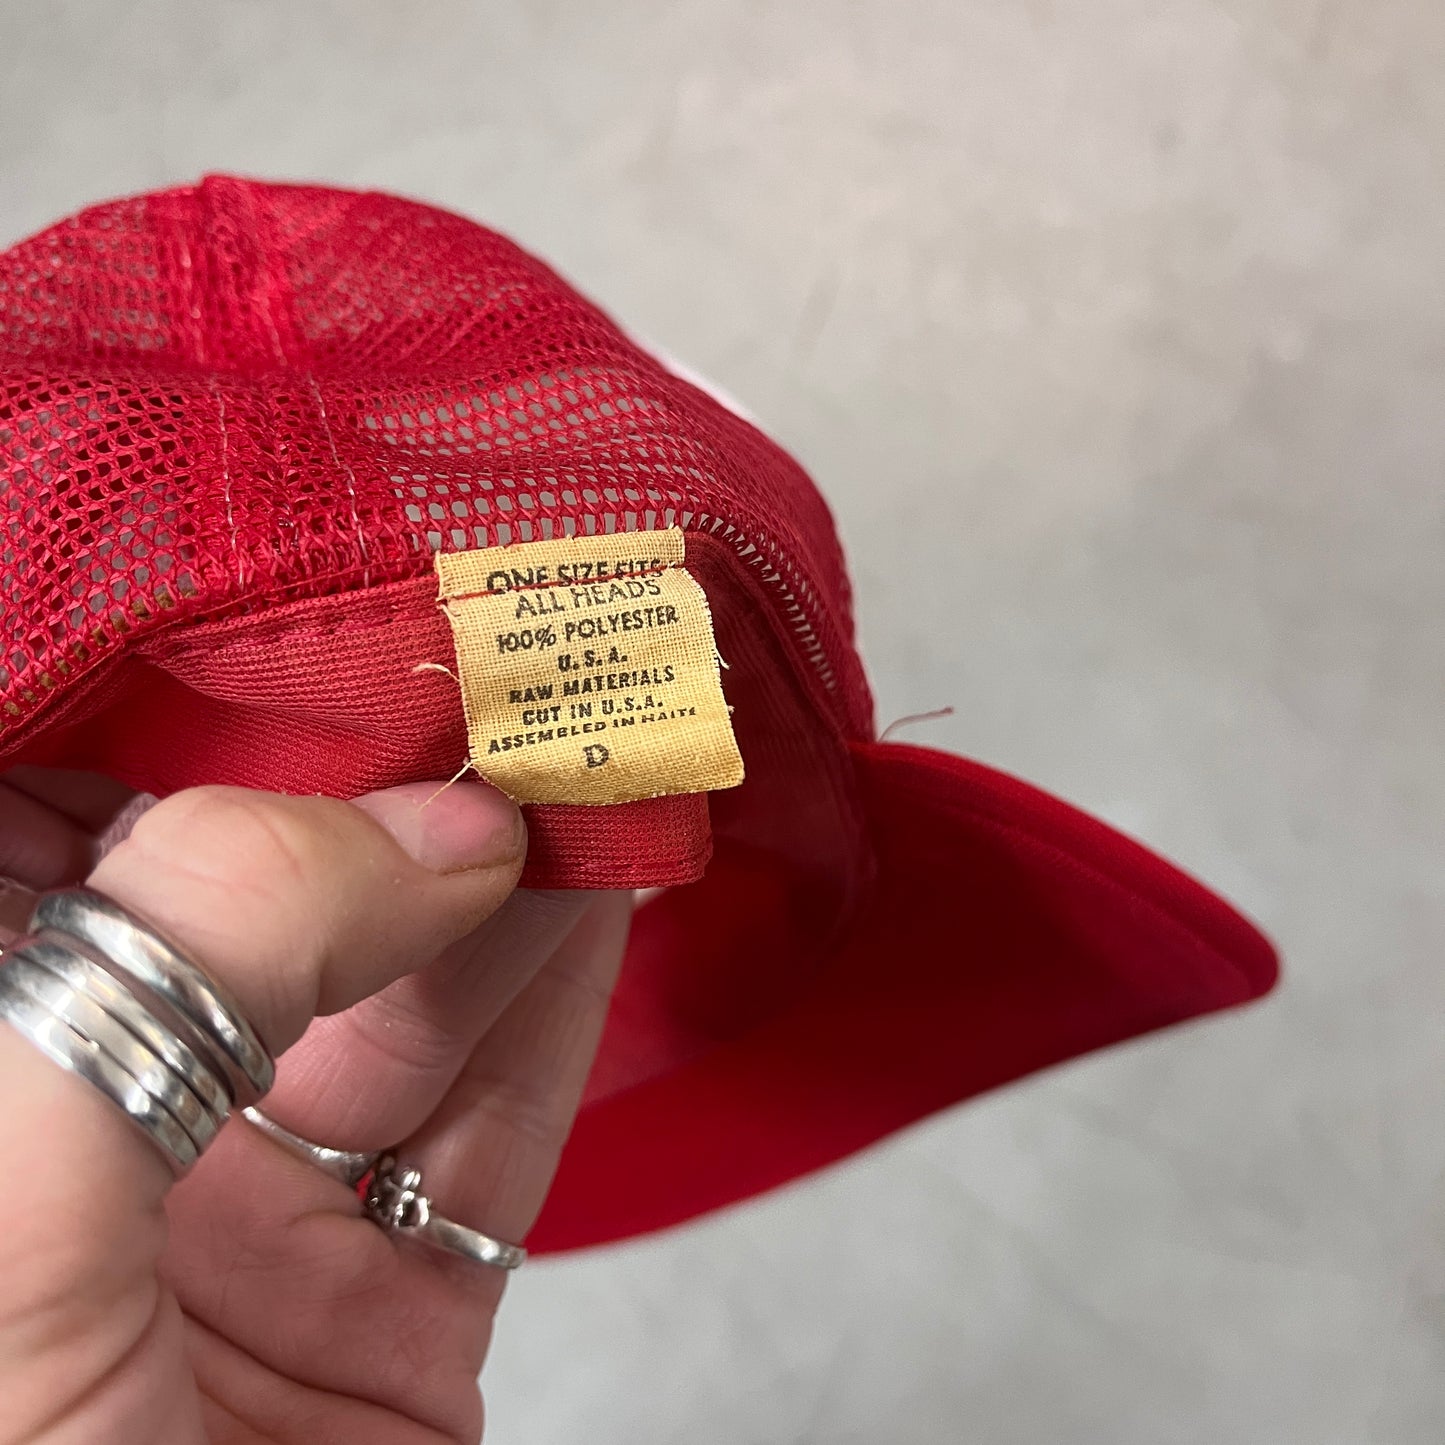 ONE SIZE FITS
ALL HEADS
100% POLYESTER
U.S.A.
RAW MATERIALS
CUT IN U.S.A.
ASSEMBLED IN HAITI
D